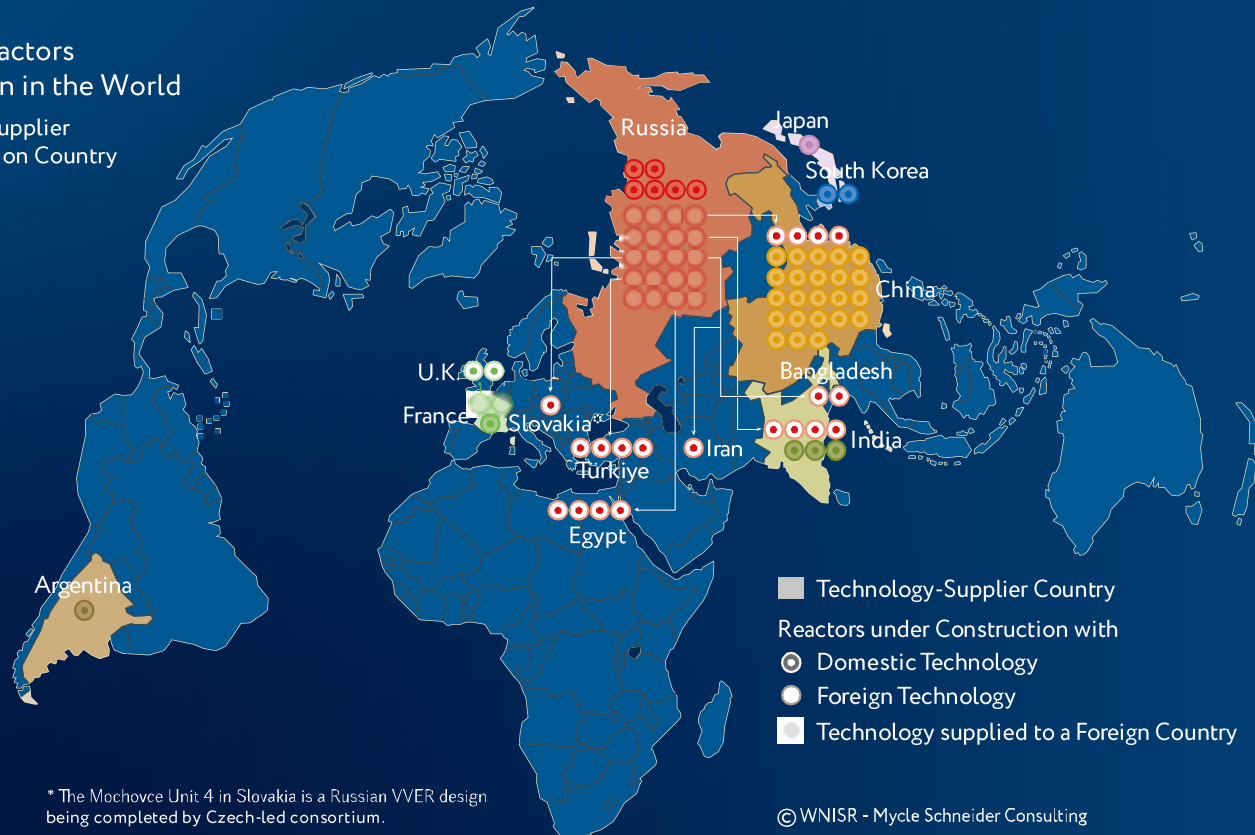 actors
n in the World
upplier
on Country
Russia
Japan
South Korea
China
U.K.
Bangladesh
France
Slovakia*
India
Iran
Türkiye
Egypt
Argentina
Technology-Supplier Country
Reactors under Construction with
Domestic Technology
Foreign Technology
Technology supplied to a Foreign Country
* The Mochovce Unit 4 in Slovakia is a Russian VVER design
being completed by Czech-led consortium.
© WNISR - Mycle Schneider Consulting